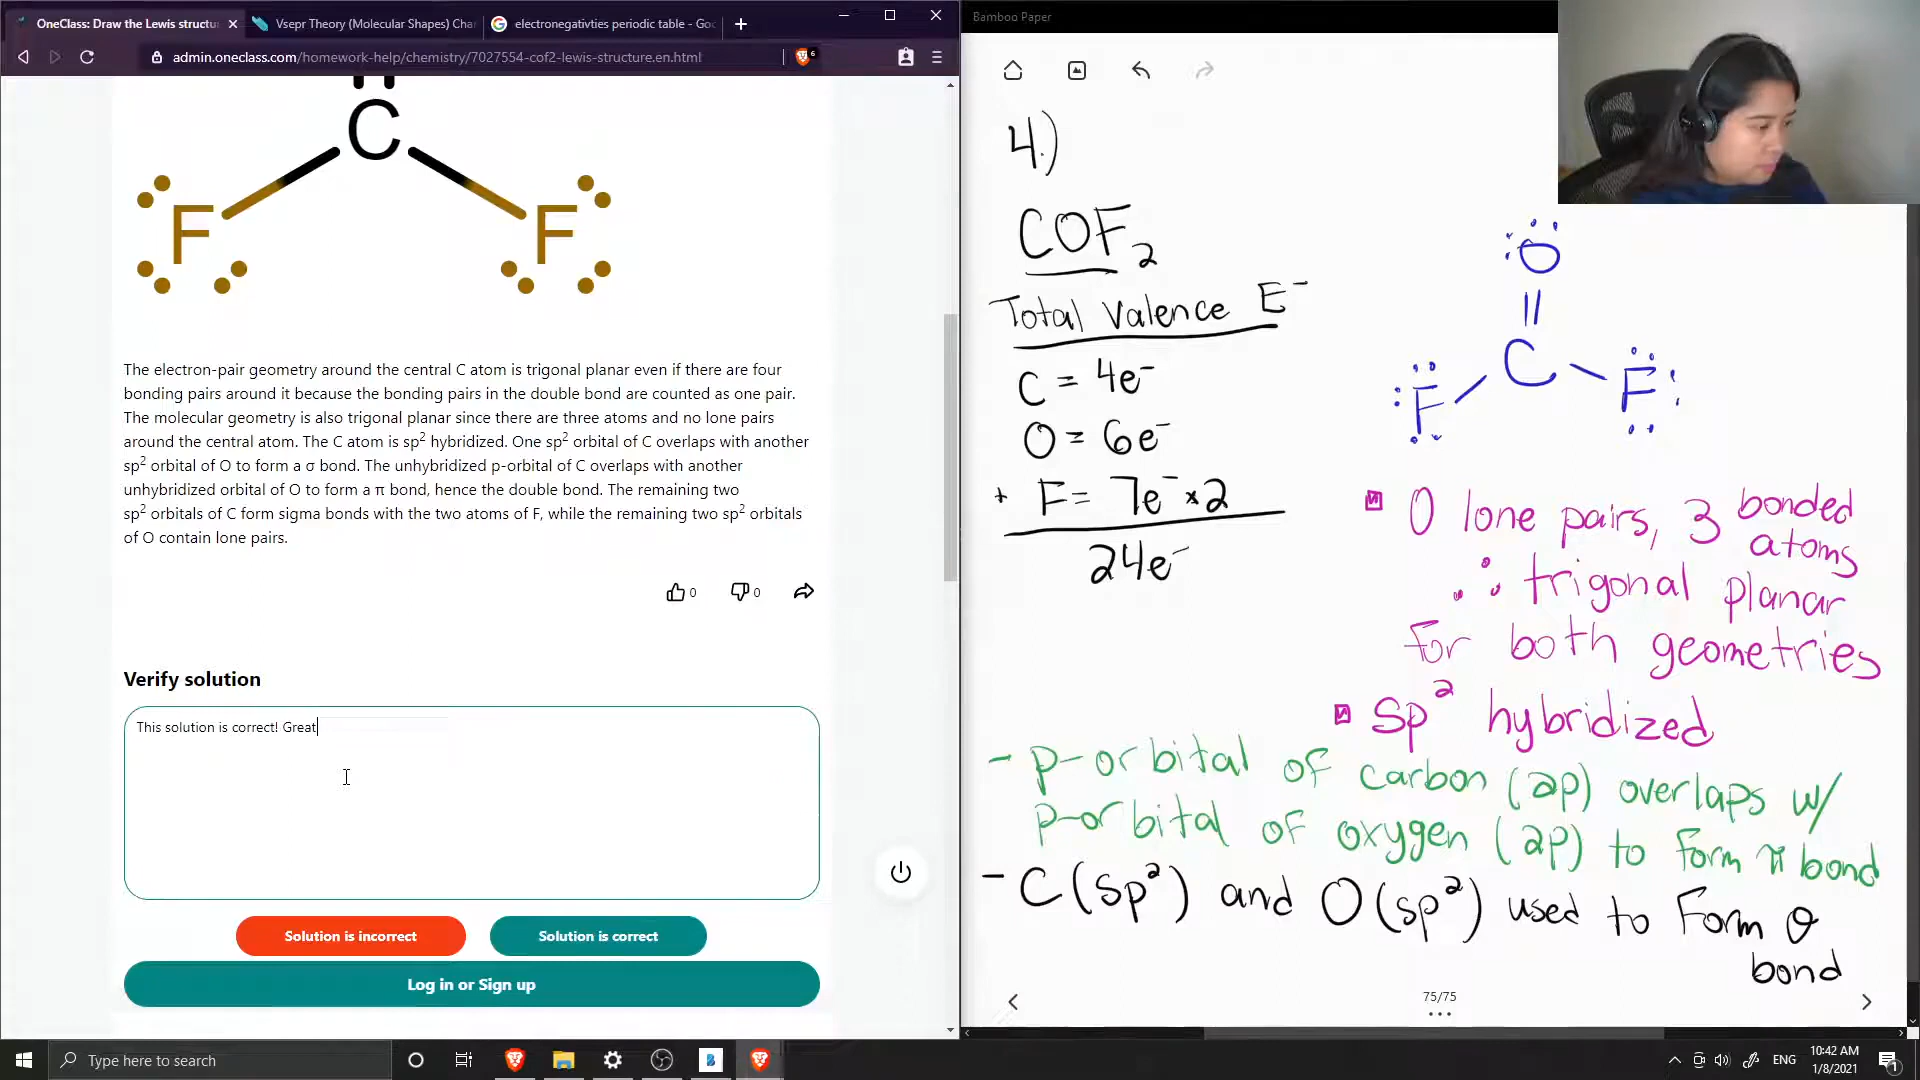 OneClass: Draw the Lewis structu
Vsepr Theory (Molecular Shapes) Cha
electronegativties periodic table - Goo
admin.oneclass.com/homework-help/chemistry/7027554-cof2-lewis-structure.en.html
6
C
F
F
The electron-pair geometry around the central C atom is trigonal planar even if there are four
bonding pairs around it because the bonding pairs in the double bond are counted as one pair.
The molecular geometry is also trigonal planar since there are three atoms and no lone pairs
around the central atom. The C atom is sp² hybridized. One sp² orbital of C overlaps with another
sp² orbital of O to form a σ bond. The unhybridized p-orbital of C overlaps with another
unhybridized orbital of O to form a π bond, hence the double bond. The remaining two
sp² orbitals of C form sigma bonds with the two atoms of F, while the remaining two sp² orbitals
of O contain lone pairs.
0
0
Verify solution
This solution is correct! Great
Solution is incorrect
Solution is correct
Log in or Sign up
Bamboo Paper
4.)
COF₂
Total Valence E⁻
C = 4e⁻
O = 6e⁻
+ F = 7e⁻ × 2
24e⁻
O
C
F
F
0 lone pairs, 3 bonded
atoms
∴ trigonal planar
for both geometries
sp² hybridized
- p-orbital of carbon (2p) overlaps w/
p-orbital of oxygen (2p) to form π bond
- C(sp²) and O(sp²) used to form σ
bond
75/75
Type here to search
ENG
10:42 AM
1/8/2021
1